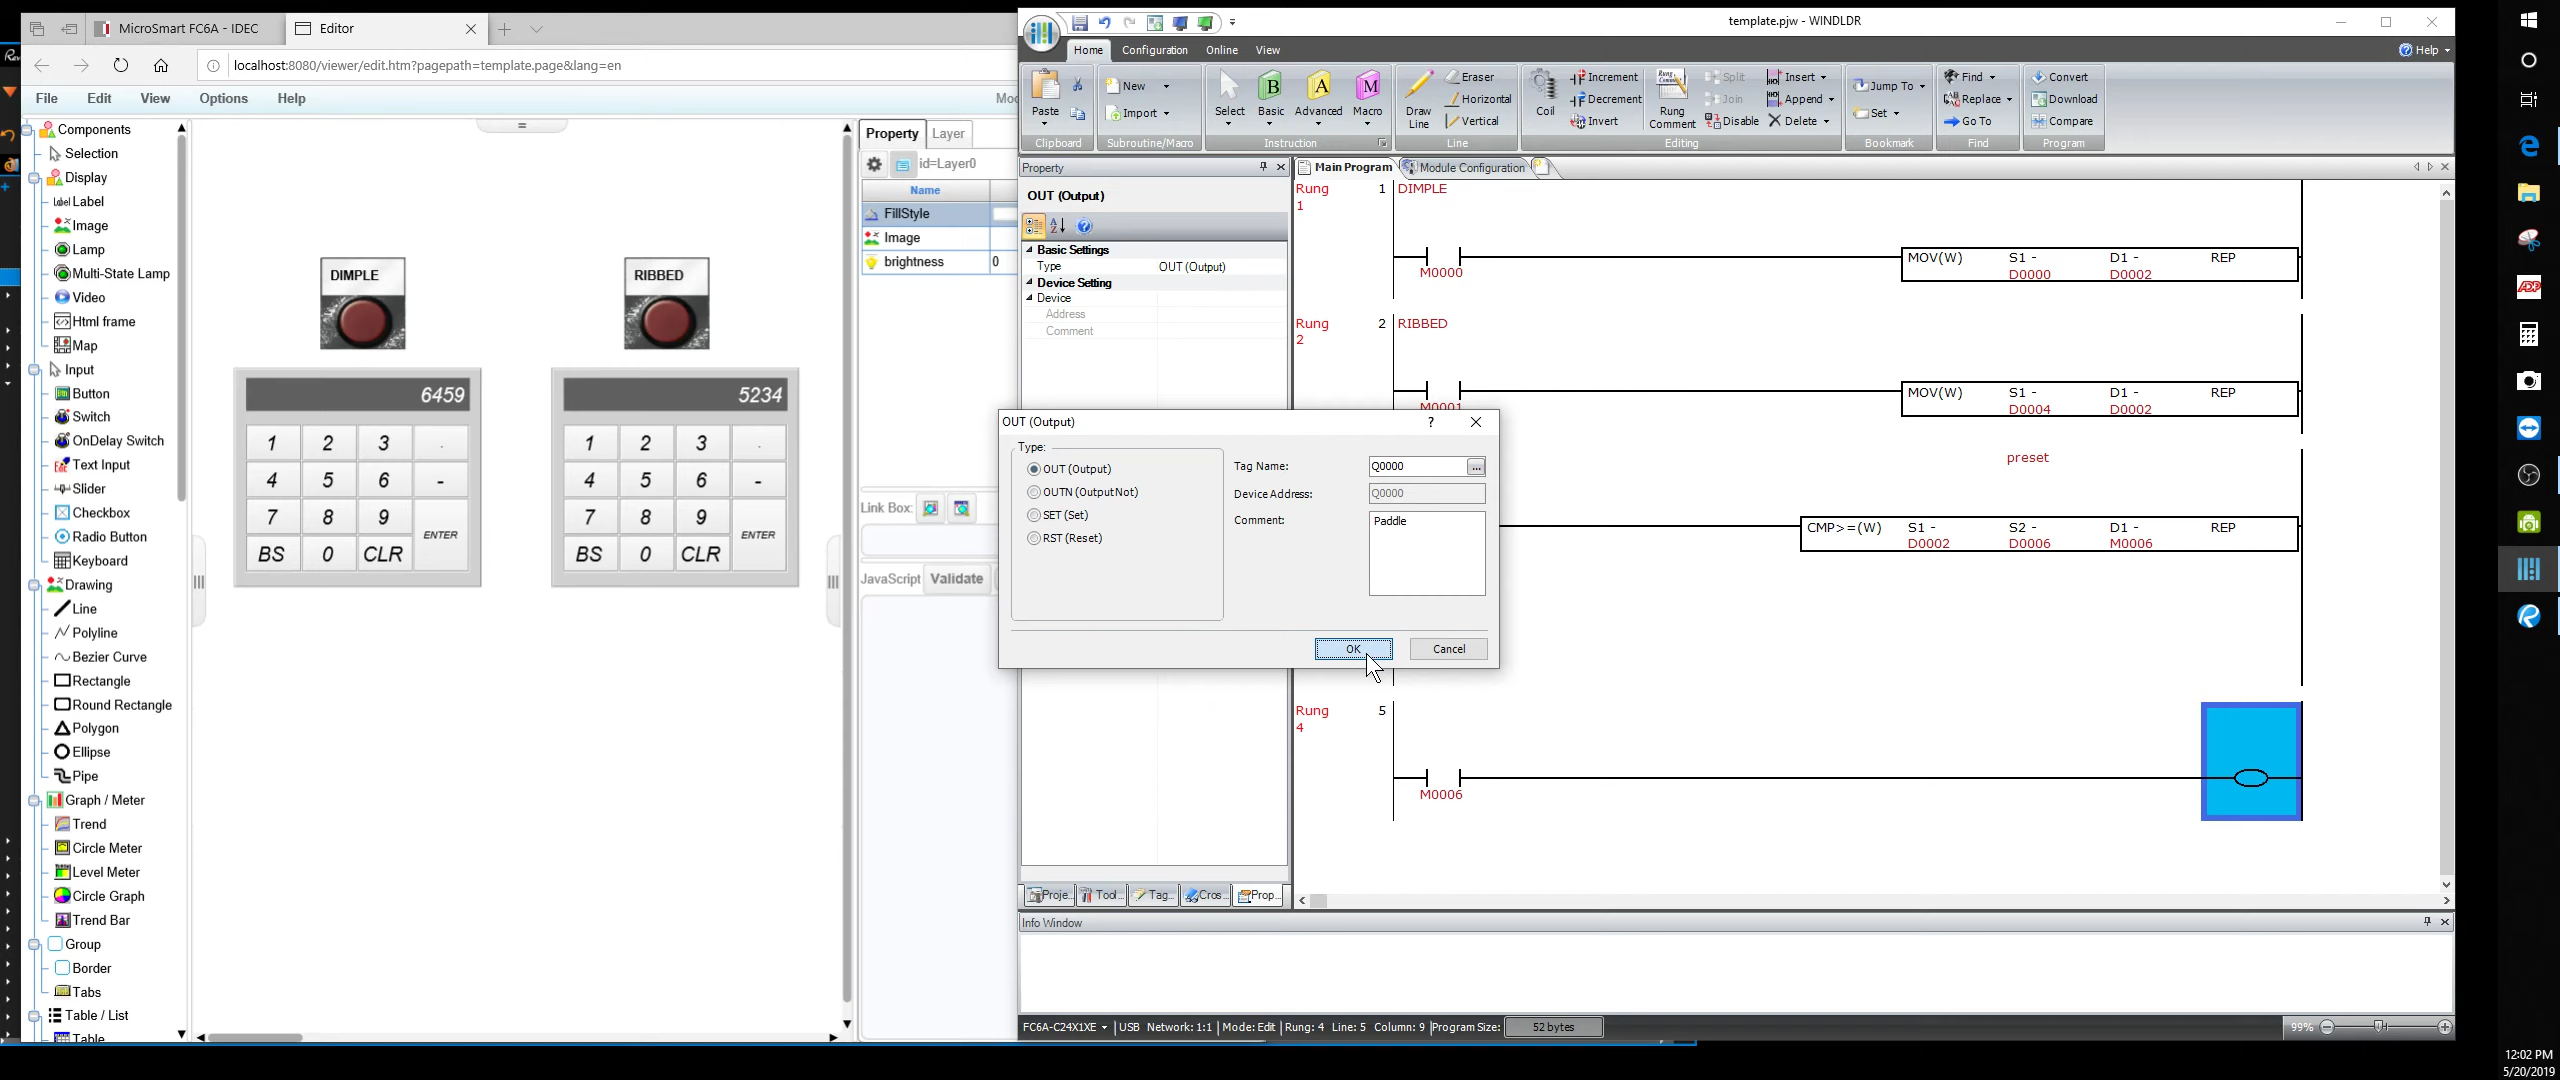 MicroSmart FC6A - IDEC
Editor
localhost:8080/viewer/edit.htm?pagepath=template.page&lang=en
File Edit View Options Help
Components
Selection
Display
Label Label
Image
Lamp
Multi-State Lamp
Video
Html frame
Map
Input
Button
Switch
OnDelay Switch
Text Input
Slider
Checkbox
Radio Button
Keyboard
Drawing
Line
Polyline
Bezier Curve
Rectangle
Round Rectangle
Polygon
Ellipse
Pipe
Graph / Meter
Trend
Circle Meter
Level Meter
Circle Graph
Trend Bar
Group
Border
Tabs
Table / List
Table
DIMPLE
6459
1 2 3 .
4 5 6 -
7 8 9 ENTER
BS 0 CLR
RIBBED
5234
1 2 3 .
4 5 6 -
7 8 9 ENTER
BS 0 CLR
Property Layer
id=Layer0
Name
FillStyle
Image
brightness 0
Link Box:
JavaScript Validate
template.pjw - WINDLDR
Home Configuration Online View
Help
Paste
Clipboard
New
Import
Subroutine/Macro
Select
B Basic
A Advanced
M Macro
Instruction
Draw Line
Eraser
Horizontal
Vertical
Line
Coil
Increment
Decrement
Invert
Rung Comment
Split
Join
Disable
Insert
Append
Delete
Editing
Jump To
Set
Bookmark
Find
Replace
Go To
Find
Convert
Download
Compare
Program
Property
OUT (Output)
Basic Settings
Type OUT (Output)
Device Setting
Device
Address
Comment
Proje... Tool... Tag... Cros... Prop...
Main Program Module Configuration
Rung 1 DIMPLE
1
M0000
MOV(W) S1 - D1 - REP
D0000 D0002
Rung 2 RIBBED
2
M0001
MOV(W) S1 - D1 - REP
D0004 D0002
preset
CMP>=(W) S1 - S2 - D1 - REP
D0002 D0006 M0006
Rung 5
4
M0006
OUT (Output) ?
Type:
OUT (Output)
OUTN (Output Not)
SET (Set)
RST (Reset)
Tag Name: Q0000 ...
Device Address: Q0000
Comment: Paddle
OK Cancel
Info Window
FC6A-C24X1XE USB Network: 1:1 Mode: Edit Rung: 4 Line: 5 Column: 9 Program Size: 52 bytes
99%
ADP
12:02 PM
5/20/2019